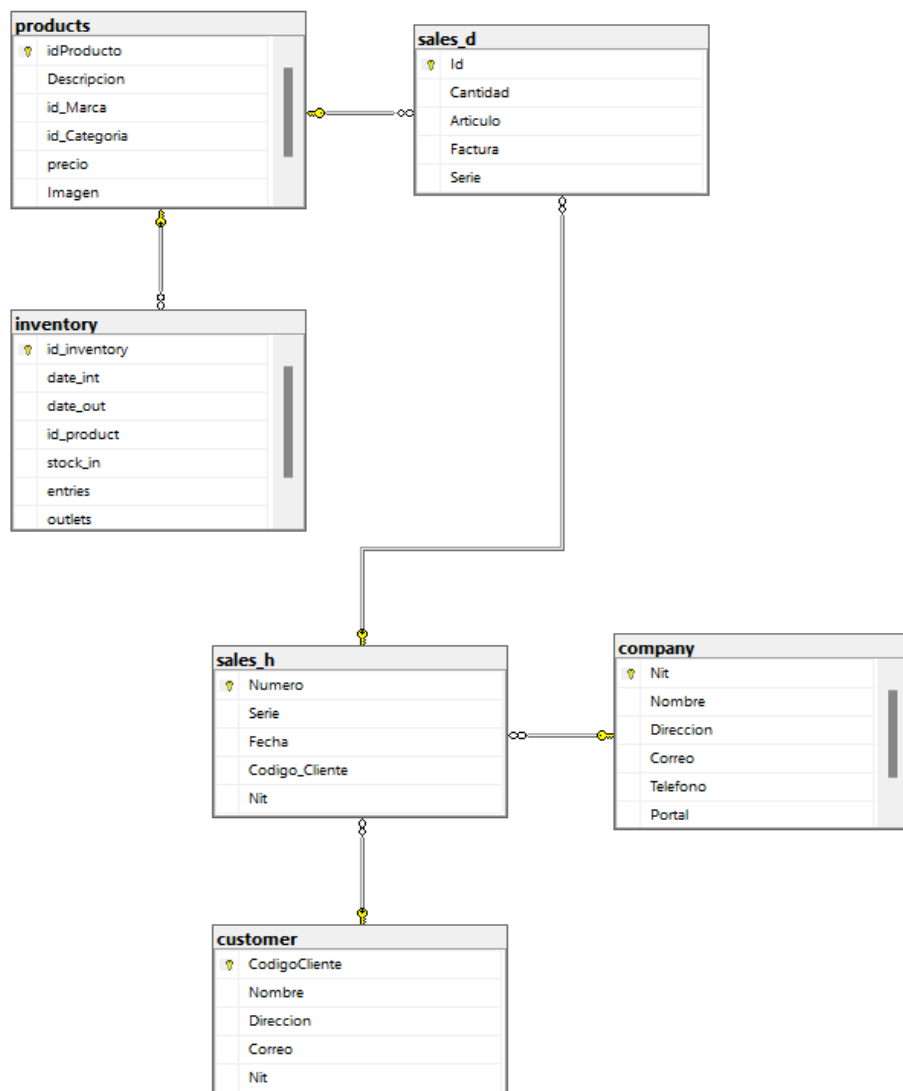 products
idProducto
Descripcion
id_Marca
id_Categoria
precio
Imagen
sales_d
Id
Cantidad
Articulo
Factura
Serie
inventory
id_inventory
date_int
date_out
id_product
stock_in
entries
outlets
sales_h
Numero
Serie
Fecha
Codigo_Cliente
Nit
company
Nit
Nombre
Direccion
Correo
Telefono
Portal
customer
CodigoCliente
Nombre
Direccion
Correo
Nit